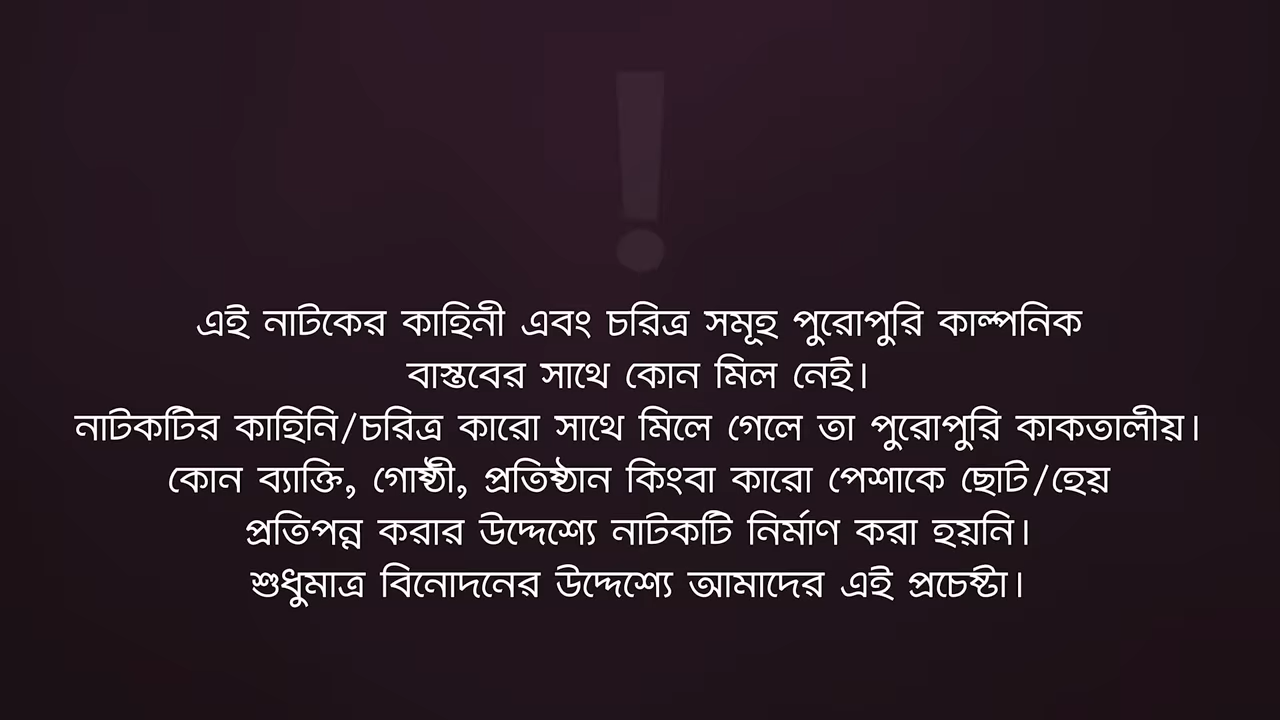 এই নাটকের কাহিনী এবং চরিত্র সমূহ পুরোপুরি কাল্পনিক
বাস্তবের সাথে কোন মিল নেই।
নাটকটির কাহিনি/চরিত্র কারো সাথে মিলে গেলে তা পুরোপুরি কাকতালীয়।
কোন ব্যাক্তি, গোষ্ঠী, প্রতিষ্ঠান কিংবা কারো পেশাকে ছোট/হেয়
প্রতিপন্ন করার উদ্দেশ্যে নাটকটি নির্মাণ করা হয়নি।
শুধুমাত্র বিনোদনের উদ্দেশ্যে আমাদের এই প্রচেষ্টা।